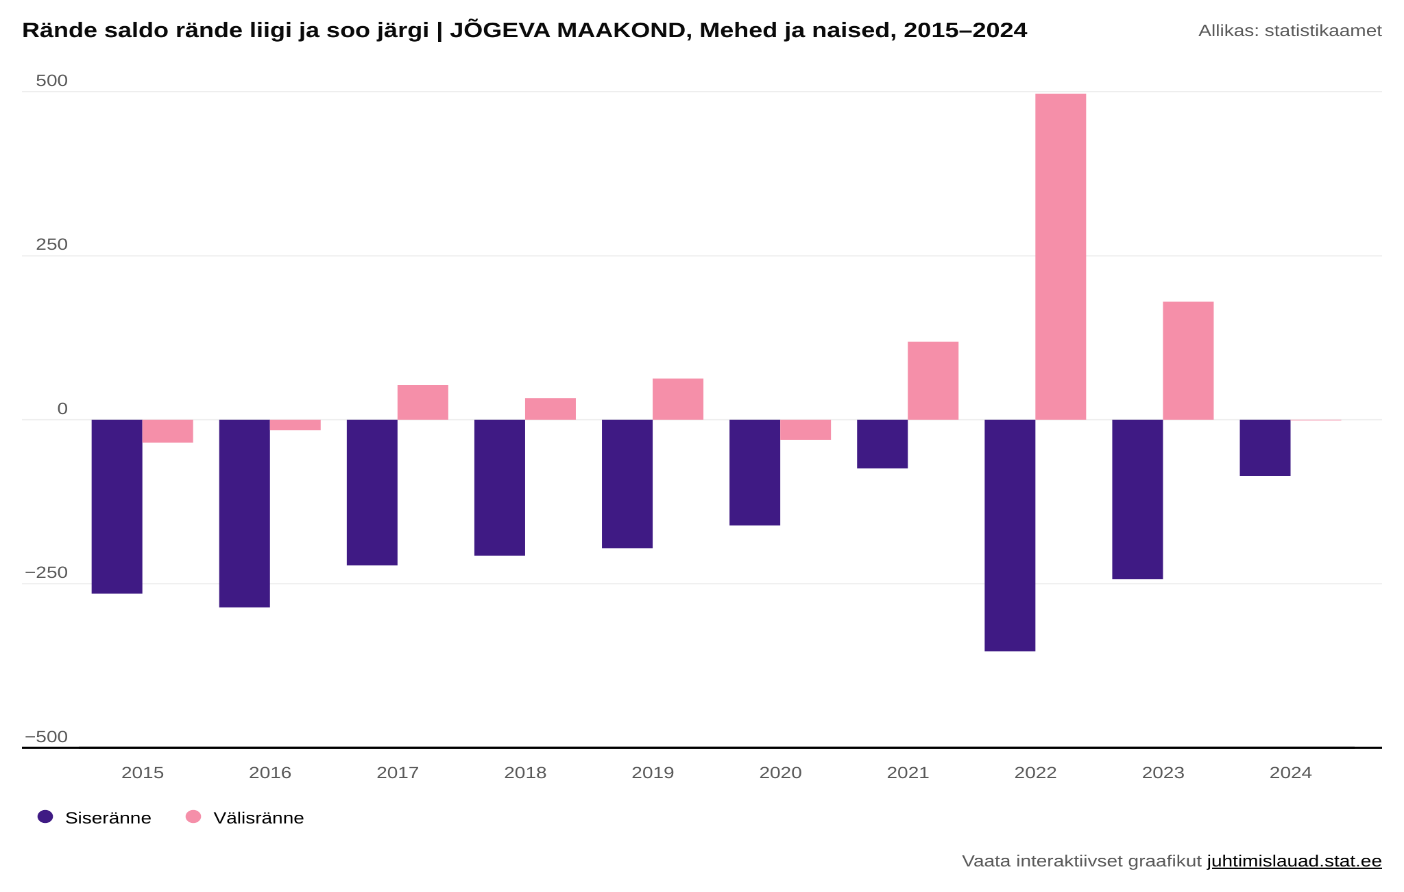 Rände saldo rände liigi ja soo järgi | JÕGEVA MAAKOND, Mehed ja naised, 2015–2024
Allikas: statistikaamet
500
250
0
−250
−500
2015 2016 2017 2018 2019 2020 2021 2022 2023 2024
Siseränne Välisränne
Vaata interaktiivset graafikut juhtimislauad.stat.ee